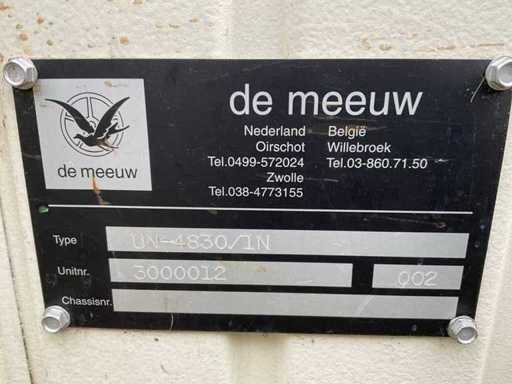 de meeuw
de meeuw
Nederland België
Oirschot Willebroek
Tel.0499-572024 Tel.03-860.71.50
Zwolle
Tel.038-4773155
Type UN-4830/1N
Unitnr. 3000012 002
Chassisnr.